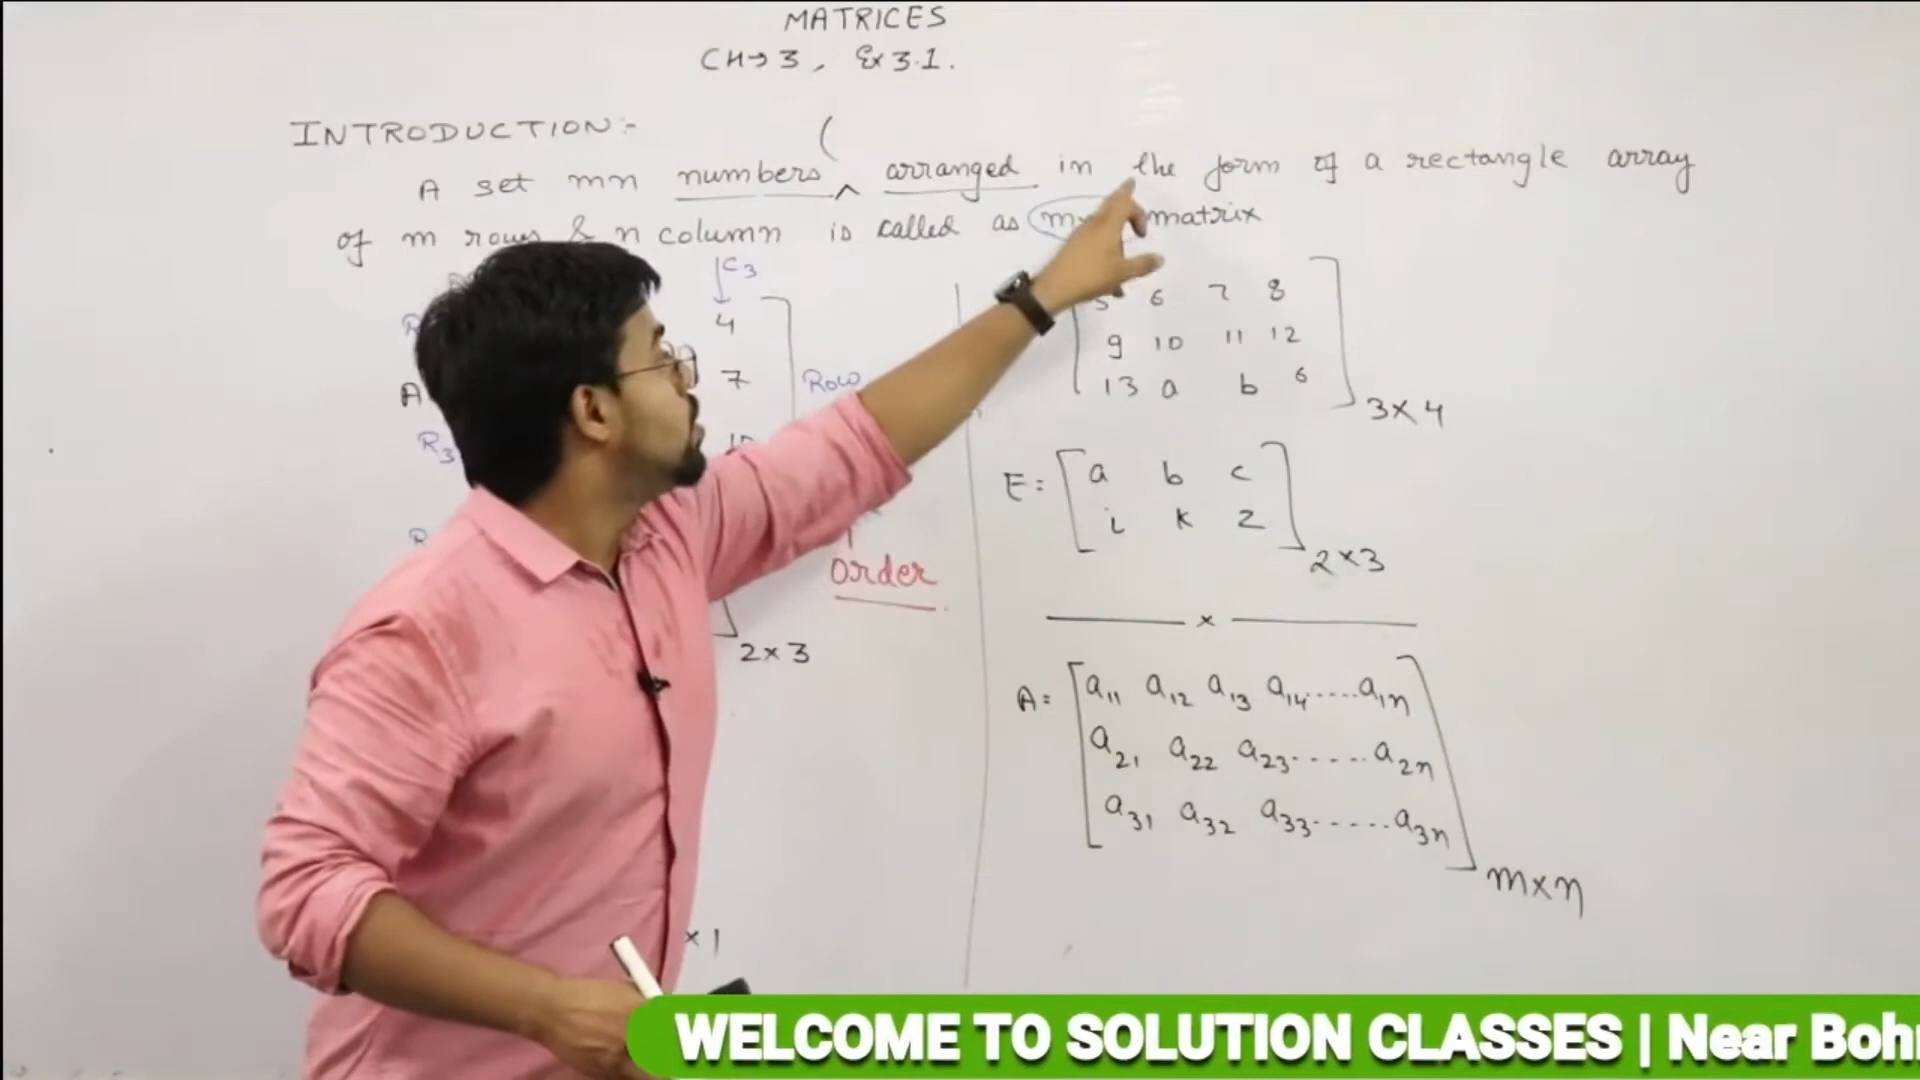 MATRICES
CH→3, Ex 3.1.
INTRODUCTION:-
(
A set mn numbers ^ arranged in the form of a rectangle array
of m rows & n column is called as matrix
C3
4
7
Row
R3
10
Order
2×3
×1
5 6 7 8
9 10 11 12
13 a b 6
3×4
E = [a b c
i k z] 2×3
×
A = [a11 a12 a13 a14.....a1n
a21 a22 a23.....a2n
a31 a32 a33.....a3n] m×n
WELCOME TO SOLUTION CLASSES | Near